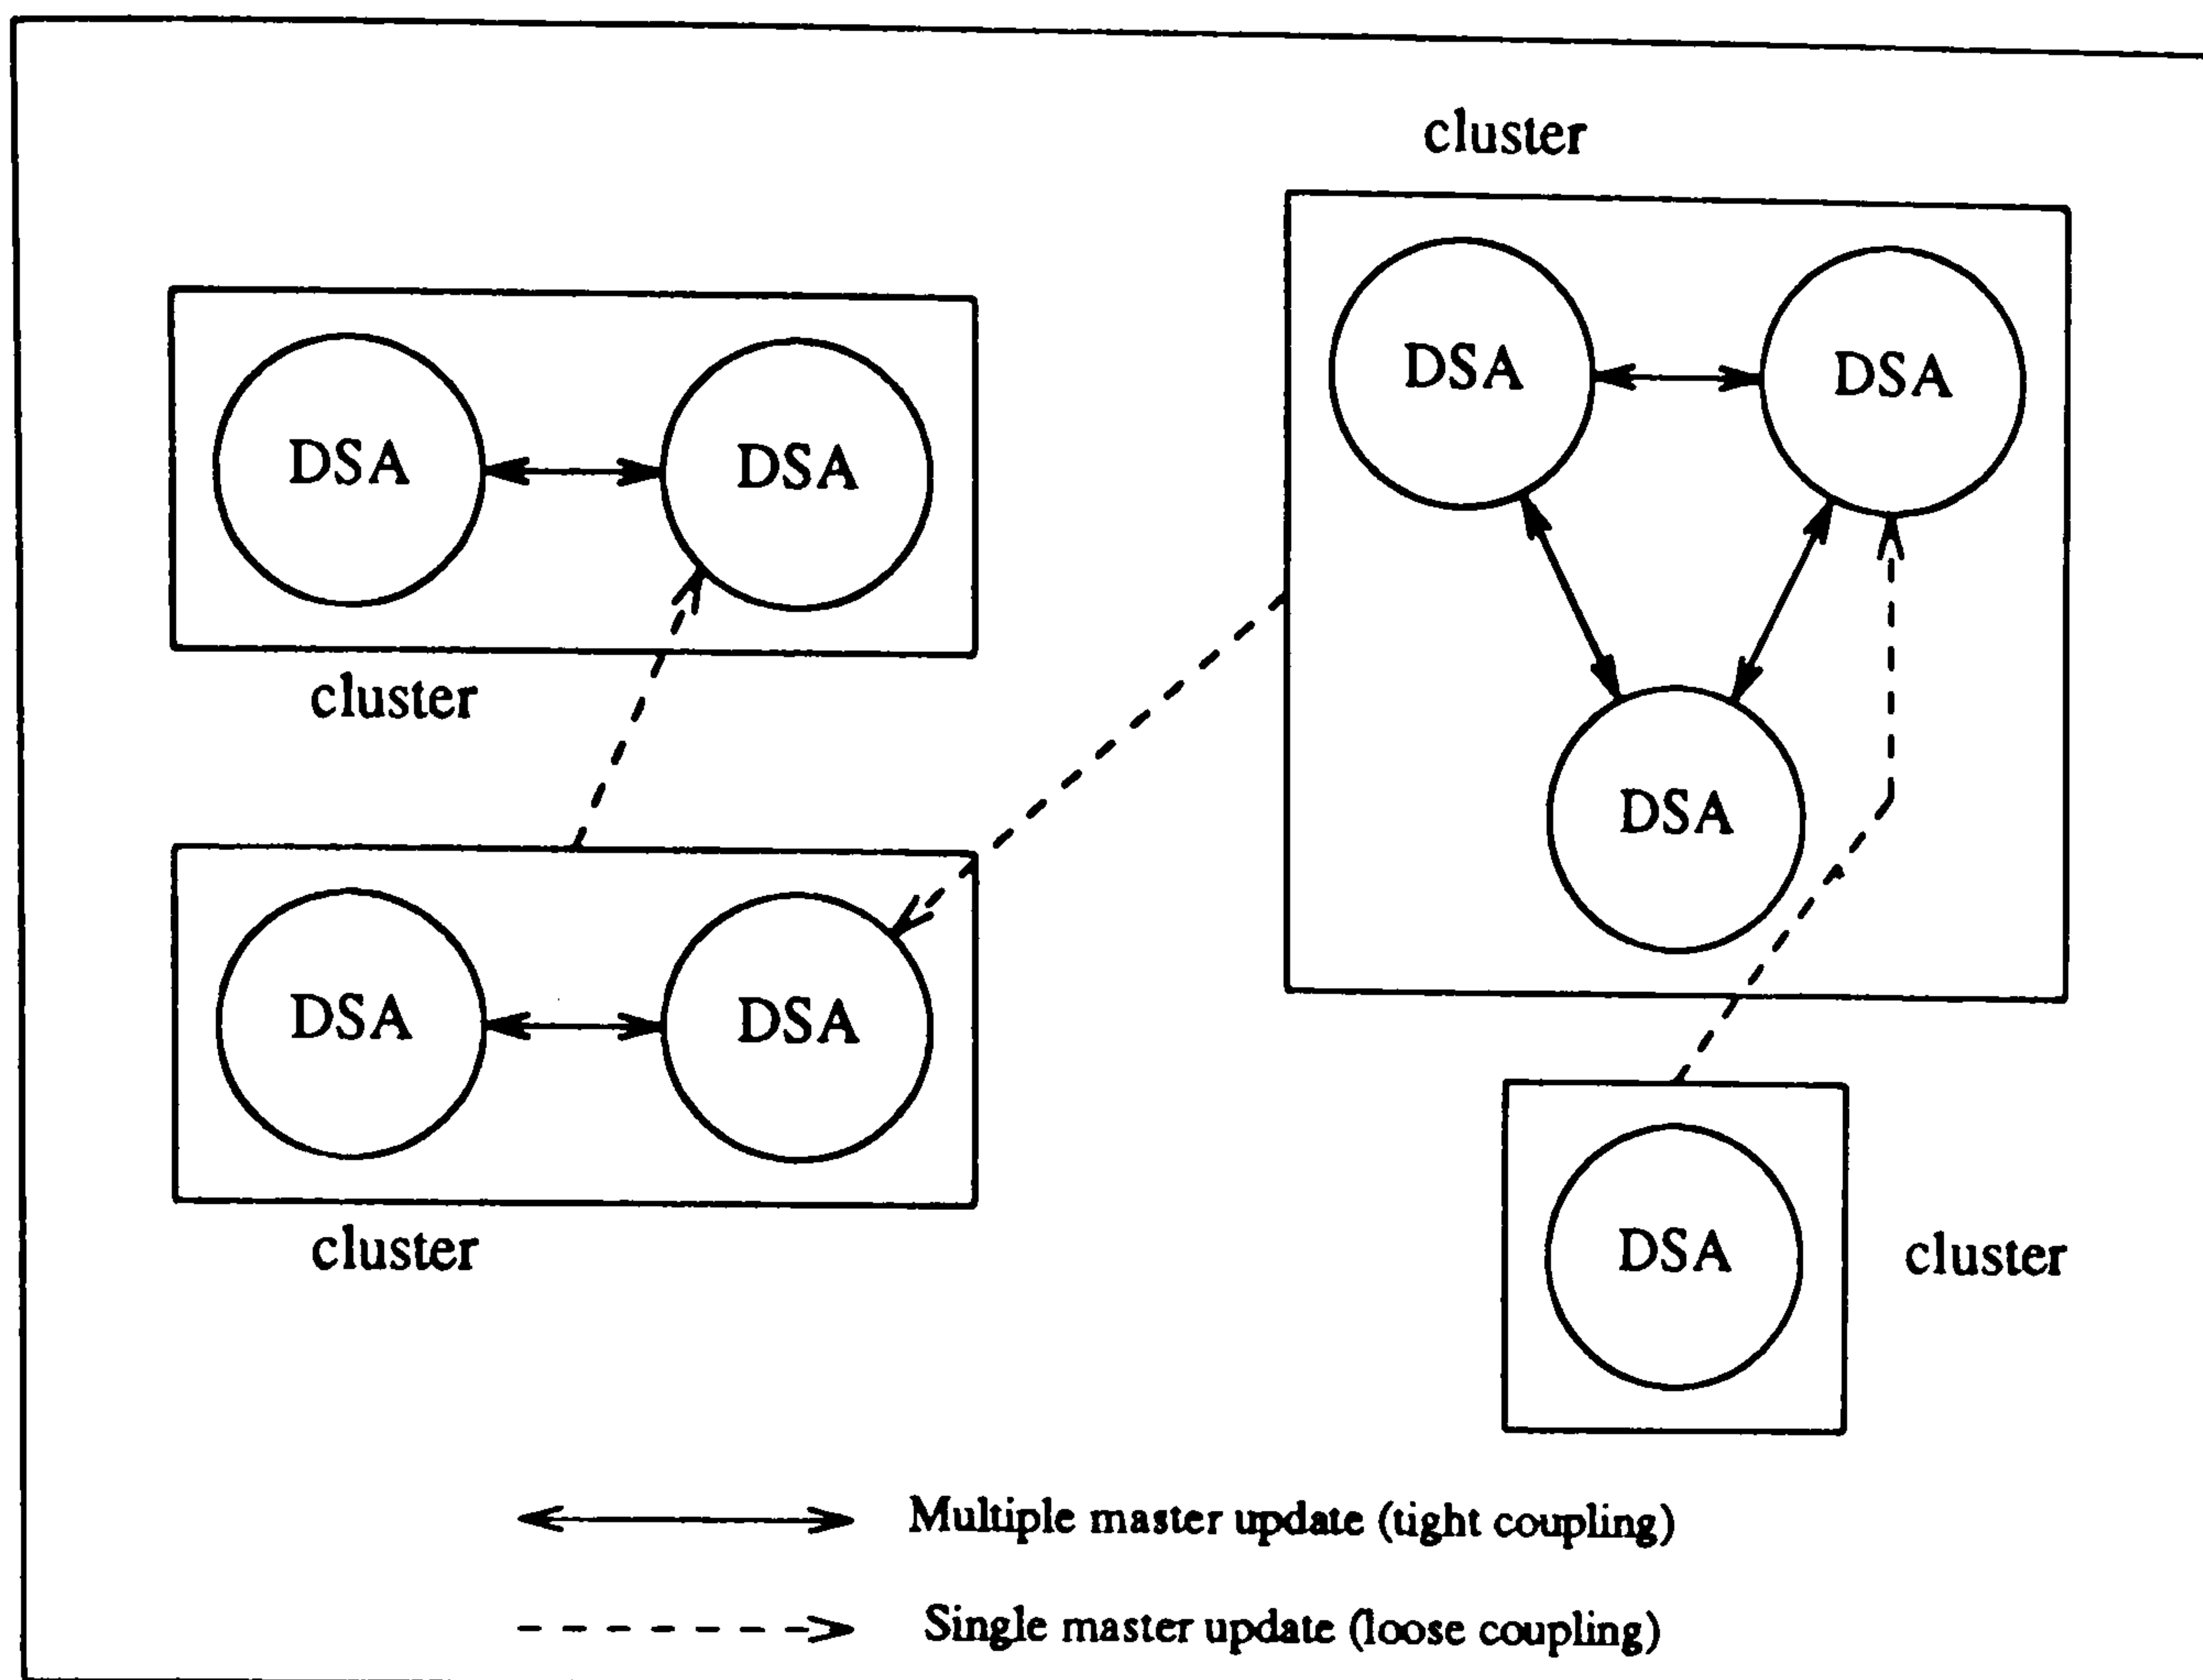 cluster
DSA
DSA
DSA
DSA
DSA
cluster
DSA
DSA
DSA
cluster
cluster
Multiple master update (tight coupling)
Single master update (loose coupling)